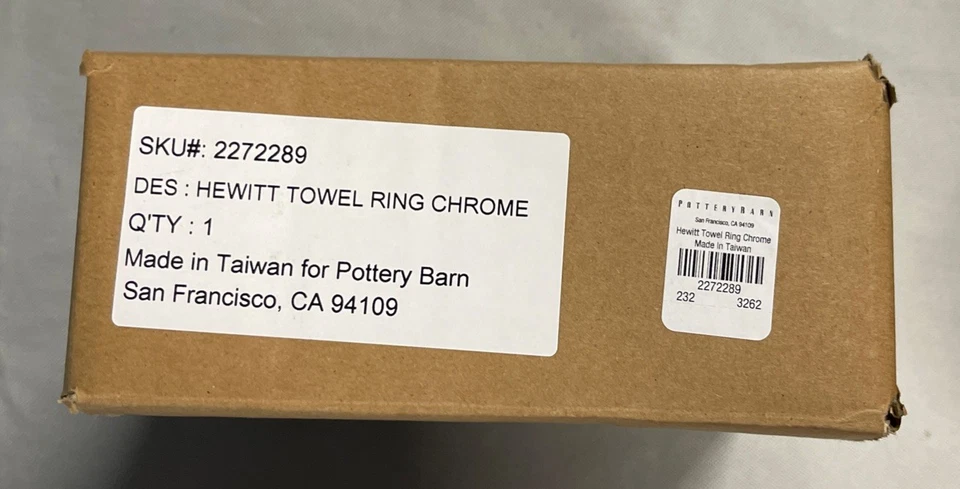 SKU#: 2272289
DES : HEWITT TOWEL RING CHROME
Q'TY : 1
Made in Taiwan for Pottery Barn
San Francisco, CA 94109
POTTERY BARN
San Francisco, CA 94109
Hewitt Towel Ring Chrome
Made in Taiwan
2272289
232 3262